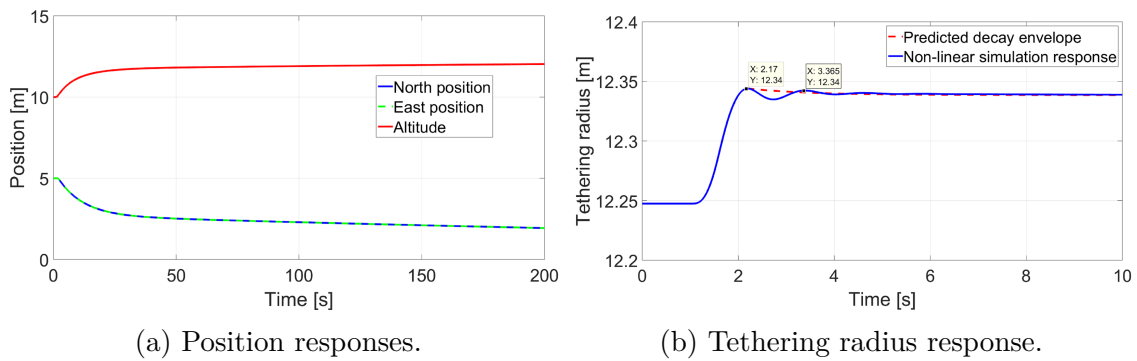 15
10
5
0
0
50
100
150
200
Position [m]
Time [s]
North position
East position
Altitude
(a) Position responses.
12.4
12.35
12.3
12.25
12.2
0
2
4
6
8
10
Tethering radius [m]
Time [s]
Predicted decay envelope
Non-linear simulation response
X: 2.17
Y: 12.34
X: 3.365
Y: 12.34
(b) Tethering radius response.